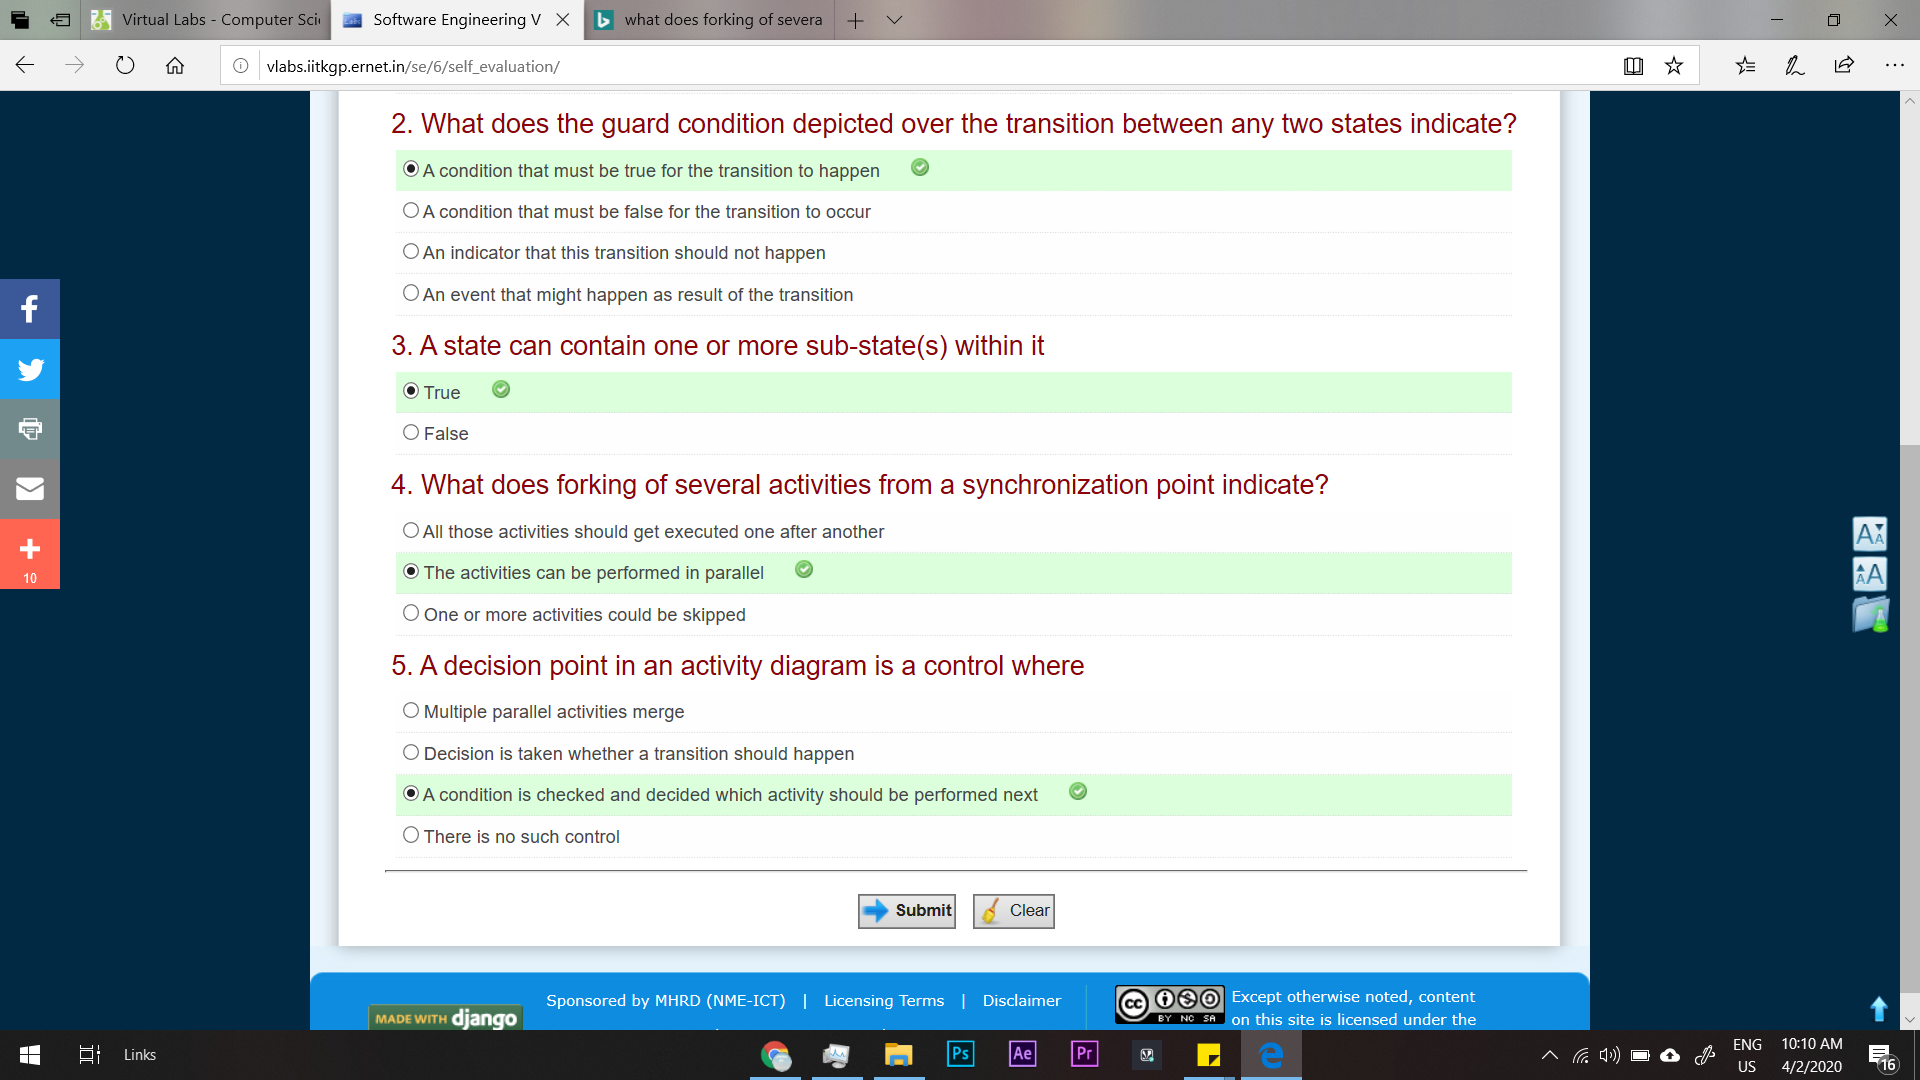 Virtual Labs - Computer Sci
Software Engineering V
what does forking of severa
vlabs.iitkgp.ernet.in/se/6/self_evaluation/
2. What does the guard condition depicted over the transition between any two states indicate?
A condition that must be true for the transition to happen
A condition that must be false for the transition to occur
An indicator that this transition should not happen
An event that might happen as result of the transition
3. A state can contain one or more sub-state(s) within it
True
False
4. What does forking of several activities from a synchronization point indicate?
All those activities should get executed one after another
The activities can be performed in parallel
One or more activities could be skipped
5. A decision point in an activity diagram is a control where
Multiple parallel activities merge
Decision is taken whether a transition should happen
A condition is checked and decided which activity should be performed next
There is no such control
Submit
Clear
10
MADE WITH django
Sponsored by MHRD (NME-ICT) | Licensing Terms | Disclaimer
cc
BY NC SA
Except otherwise noted, content
on this site is licensed under the
Links
Ps
Ae
Pr
ENG
US
10:10 AM
4/2/2020
16